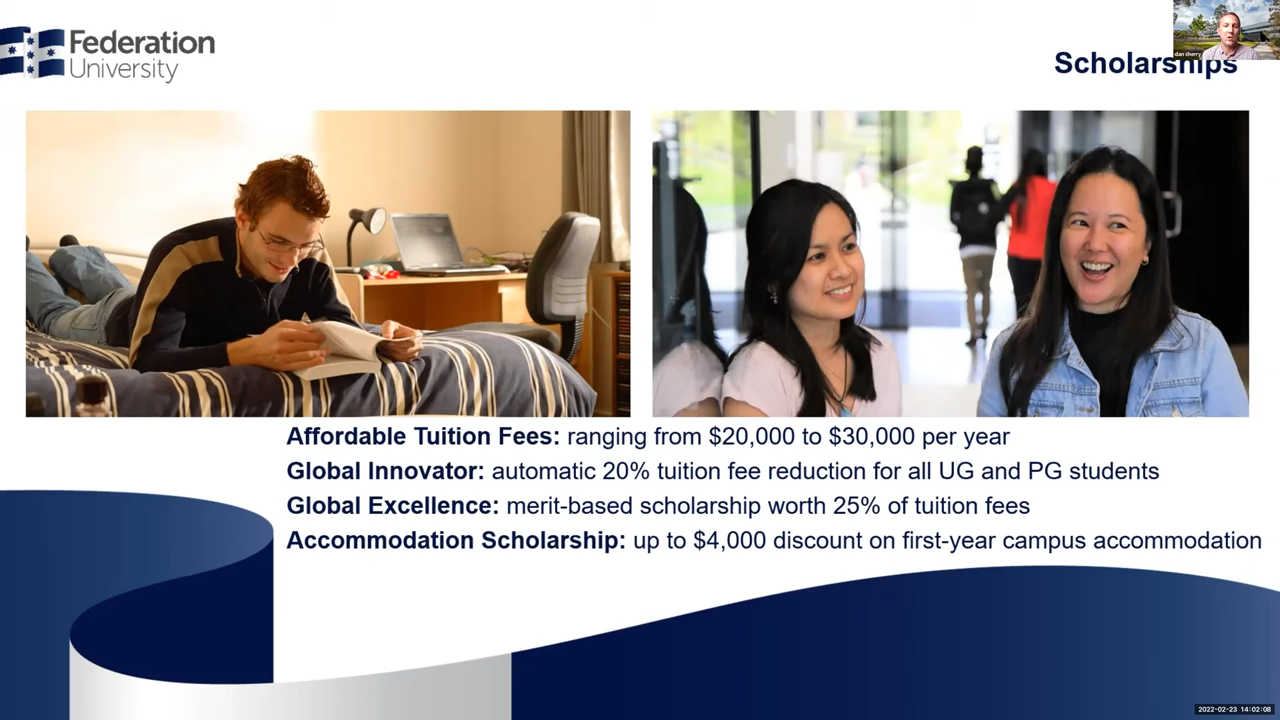 Federation
University
Scholarships
dan cherry
Affordable Tuition Fees: ranging from $20,000 to $30,000 per year
Global Innovator: automatic 20% tuition fee reduction for all UG and PG students
Global Excellence: merit-based scholarship worth 25% of tuition fees
Accommodation Scholarship: up to $4,000 discount on first-year campus accommodation
2022-02-23 14:02:08